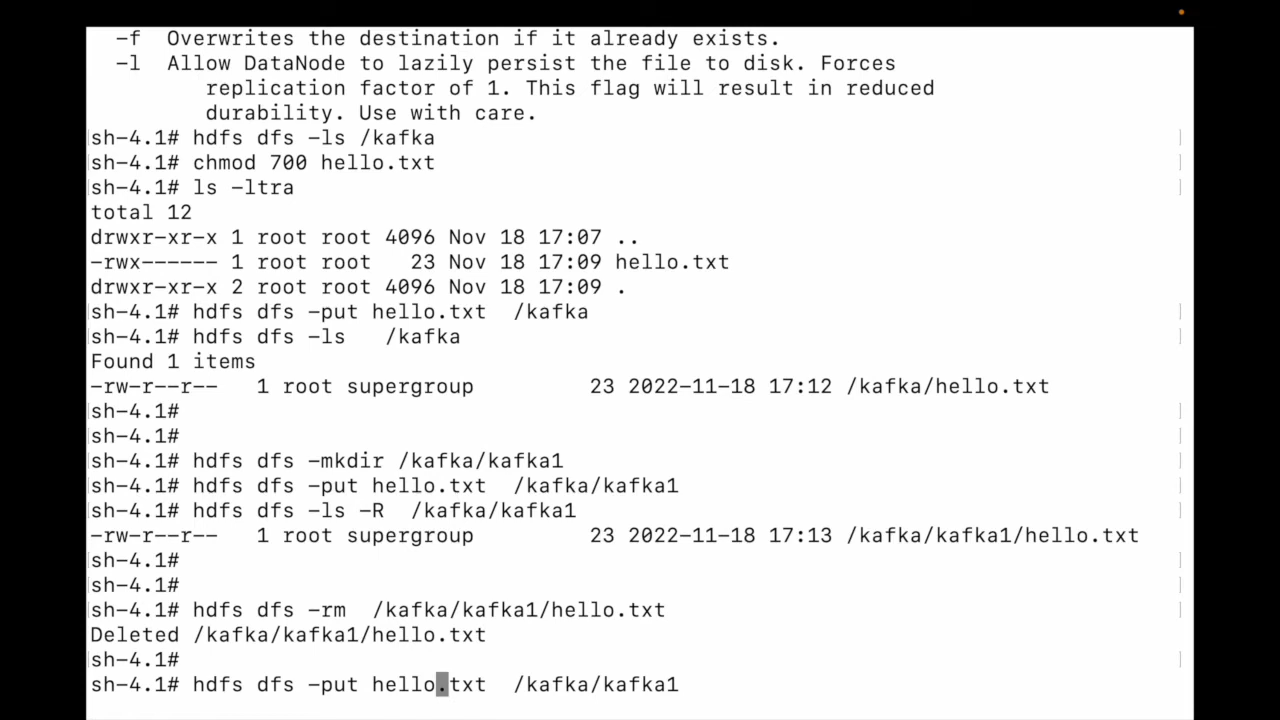 -f  Overwrites the destination if it already exists.
-l  Allow DataNode to lazily persist the file to disk. Forces
replication factor of 1. This flag will result in reduced
durability. Use with care.
sh-4.1# hdfs dfs -ls /kafka
sh-4.1# chmod 700 hello.txt
sh-4.1# ls -ltra
total 12
drwxr-xr-x 1 root root 4096 Nov 18 17:07 ..
-rwx------ 1 root root   23 Nov 18 17:09 hello.txt
drwxr-xr-x 2 root root 4096 Nov 18 17:09 .
sh-4.1# hdfs dfs -put hello.txt  /kafka
sh-4.1# hdfs dfs -ls   /kafka
Found 1 items
-rw-r--r--   1 root supergroup         23 2022-11-18 17:12 /kafka/hello.txt
sh-4.1#
sh-4.1#
sh-4.1# hdfs dfs -mkdir /kafka/kafka1
sh-4.1# hdfs dfs -put hello.txt  /kafka/kafka1
sh-4.1# hdfs dfs -ls -R  /kafka/kafka1
-rw-r--r--   1 root supergroup         23 2022-11-18 17:13 /kafka/kafka1/hello.txt
sh-4.1#
sh-4.1#
sh-4.1# hdfs dfs -rm  /kafka/kafka1/hello.txt
Deleted /kafka/kafka1/hello.txt
sh-4.1#
sh-4.1# hdfs dfs -put hello.txt  /kafka/kafka1